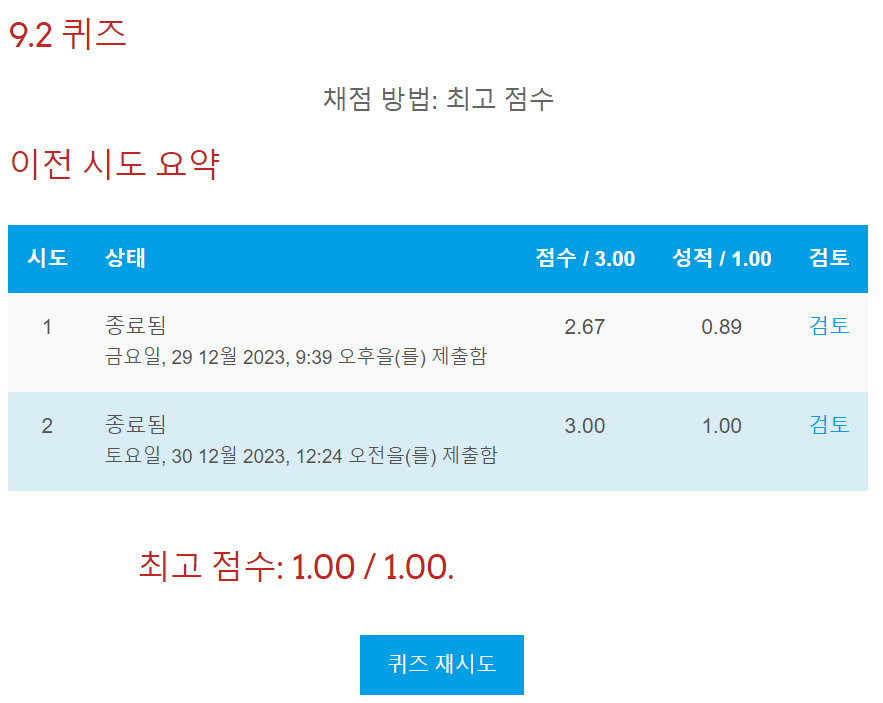 9.2 퀴즈
채점 방법: 최고 점수
이전 시도 요약
시도 상태 점수 / 3.00 성적 / 1.00 검토
1 종료됨 2.67 0.89 검토
금요일, 29 12월 2023, 9:39 오후을(를) 제출함
2 종료됨 3.00 1.00 검토
토요일, 30 12월 2023, 12:24 오전을(를) 제출함
최고 점수: 1.00 / 1.00.
퀴즈 재시도